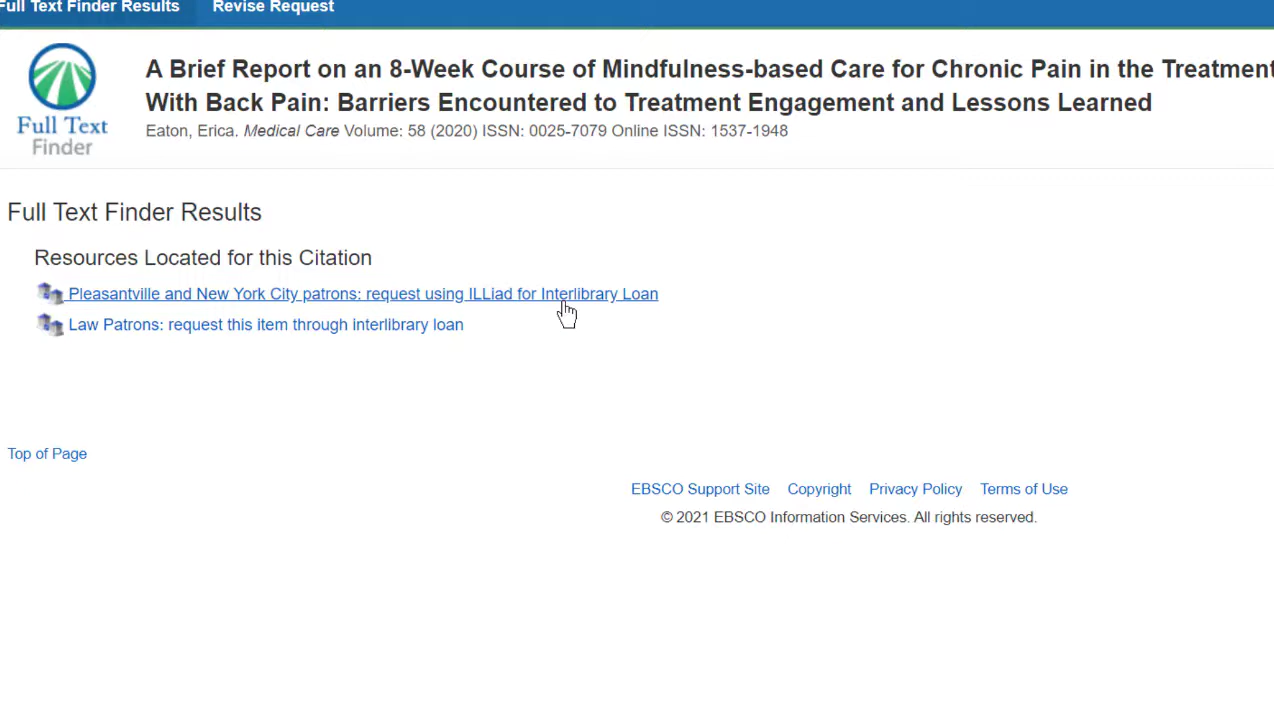 Full Text Finder Results Revise Request
Full Text
Finder
A Brief Report on an 8-Week Course of Mindfulness-based Care for Chronic Pain in the Treatment
With Back Pain: Barriers Encountered to Treatment Engagement and Lessons Learned
Eaton, Erica. Medical Care Volume: 58 (2020) ISSN: 0025-7079 Online ISSN: 1537-1948
Full Text Finder Results
Resources Located for this Citation
Pleasantville and New York City patrons: request using ILLiad for Interlibrary Loan
Law Patrons: request this item through interlibrary loan
Top of Page
EBSCO Support Site Copyright Privacy Policy Terms of Use
© 2021 EBSCO Information Services. All rights reserved.